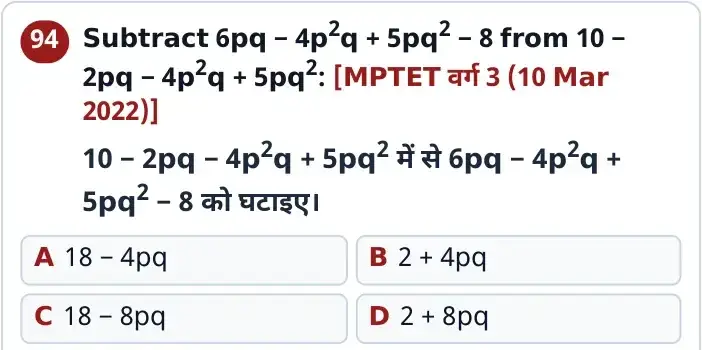 94 Subtract 6pq − 4p²q + 5pq² − 8 from 10 −
2pq − 4p²q + 5pq²: [MPTET वर्ग 3 (10 Mar
2022)]
10 − 2pq − 4p²q + 5pq² में से 6pq − 4p²q +
5pq² − 8 को घटाइए।
A 18 − 4pq
B 2 + 4pq
C 18 − 8pq
D 2 + 8pq